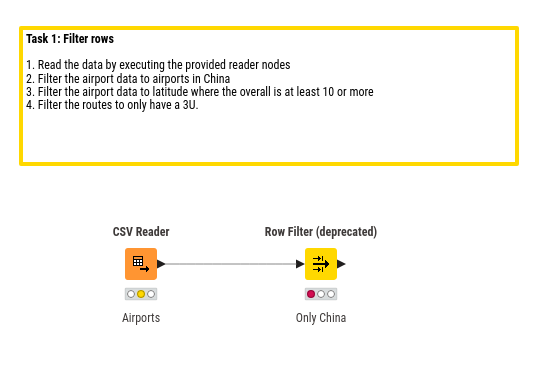 Task 1: Filter rows
1. Read the data by executing the provided reader nodes
2. Filter the airport data to airports in China
3. Filter the airport data to latitude where the overall is at least 10 or more
4. Filter the routes to only have a 3U.
CSV Reader
Row Filter (deprecated)
Airports
Only China